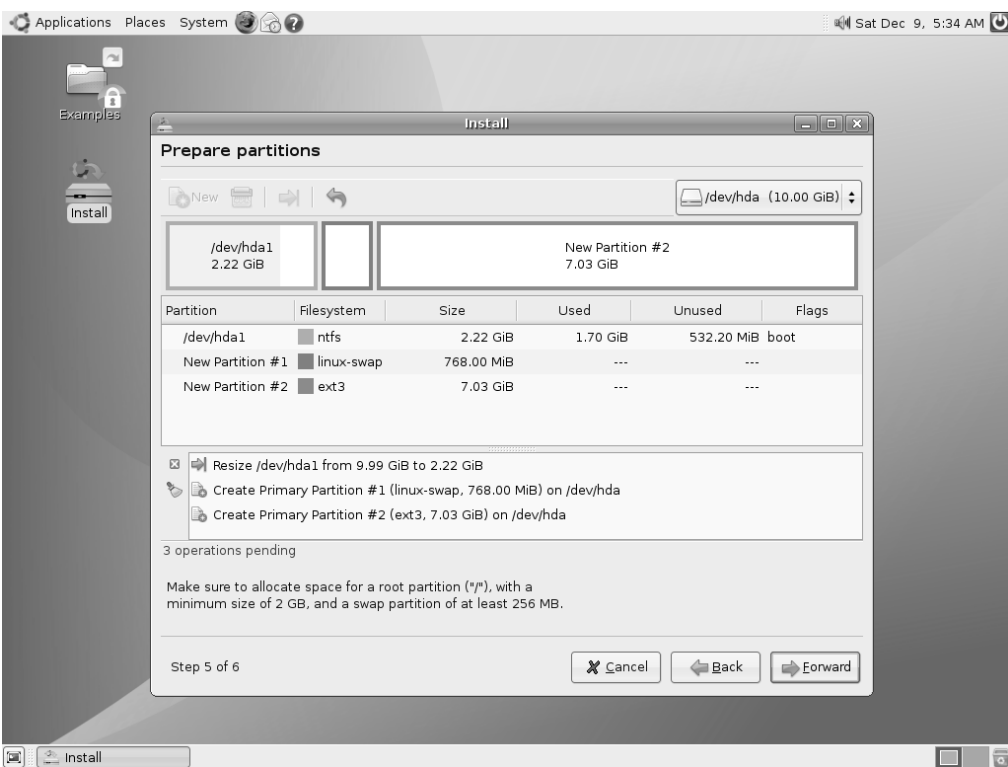 Applications Places System Sat Dec 9, 5:34 AM
Examples
Install
Install
Prepare partitions
New /dev/hda (10.00 GiB)
/dev/hda1
2.22 GiB
New Partition #2
7.03 GiB
Partition Filesystem Size Used Unused Flags
/dev/hda1 ntfs 2.22 GiB 1.70 GiB 532.20 MiB boot
New Partition #1 linux-swap 768.00 MiB --- ---
New Partition #2 ext3 7.03 GiB --- ---
Resize /dev/hda1 from 9.99 GiB to 2.22 GiB
Create Primary Partition #1 (linux-swap, 768.00 MiB) on /dev/hda
Create Primary Partition #2 (ext3, 7.03 GiB) on /dev/hda
3 operations pending
Make sure to allocate space for a root partition ("/"), with a
minimum size of 2 GB, and a swap partition of at least 256 MB.
Step 5 of 6 Cancel Back Forward
Install